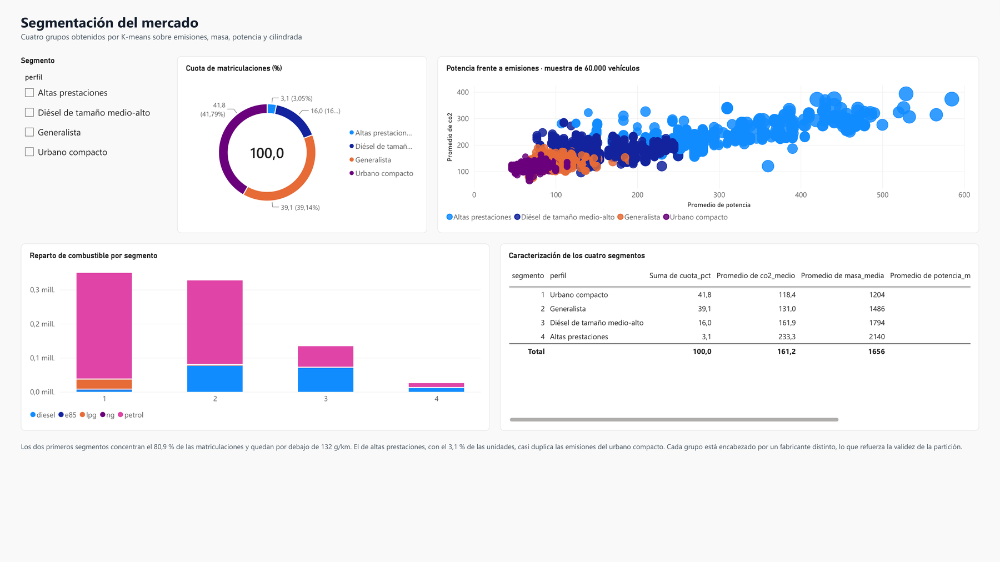 Segmentación del mercado
Cuatro grupos obtenidos por K-means sobre emisiones, masa, potencia y cilindrada
Segmento
perfil
Altas prestaciones
Diésel de tamaño medio-alto
Generalista
Urbano compacto
Cuota de matriculaciones (%)
3,1 (3,05%)
16,0 (16...)
41,8
(41,79%)
100,0
39,1 (39,14%)
Altas prestacion...
Diésel de tamañ...
Generalista
Urbano compacto
Potencia frente a emisiones · muestra de 60.000 vehículos
Promedio de co2
400
300
200
100
0 100 200 300 400 500 600
Promedio de potencia
Altas prestaciones Diésel de tamaño medio-alto Generalista Urbano compacto
Reparto de combustible por segmento
0,3 mill.
0,2 mill.
0,1 mill.
0,0 mill.
1 2 3 4
diesel e85 lpg ng petrol
Caracterización de los cuatro segmentos
segmento perfil Suma de cuota_pct Promedio de co2_medio Promedio de masa_media Promedio de potencia_m
1 Urbano compacto 41,8 118,4 1204
2 Generalista 39,1 131,0 1486
3 Diésel de tamaño medio-alto 16,0 161,9 1794
4 Altas prestaciones 3,1 233,3 2140
Total 100,0 161,2 1656
Los dos primeros segmentos concentran el 80,9 % de las matriculaciones y quedan por debajo de 132 g/km. El de altas prestaciones, con el 3,1 % de las unidades, casi duplica las emisiones del urbano compacto. Cada grupo está encabezado por un fabricante distinto, lo que refuerza la validez de la partición.